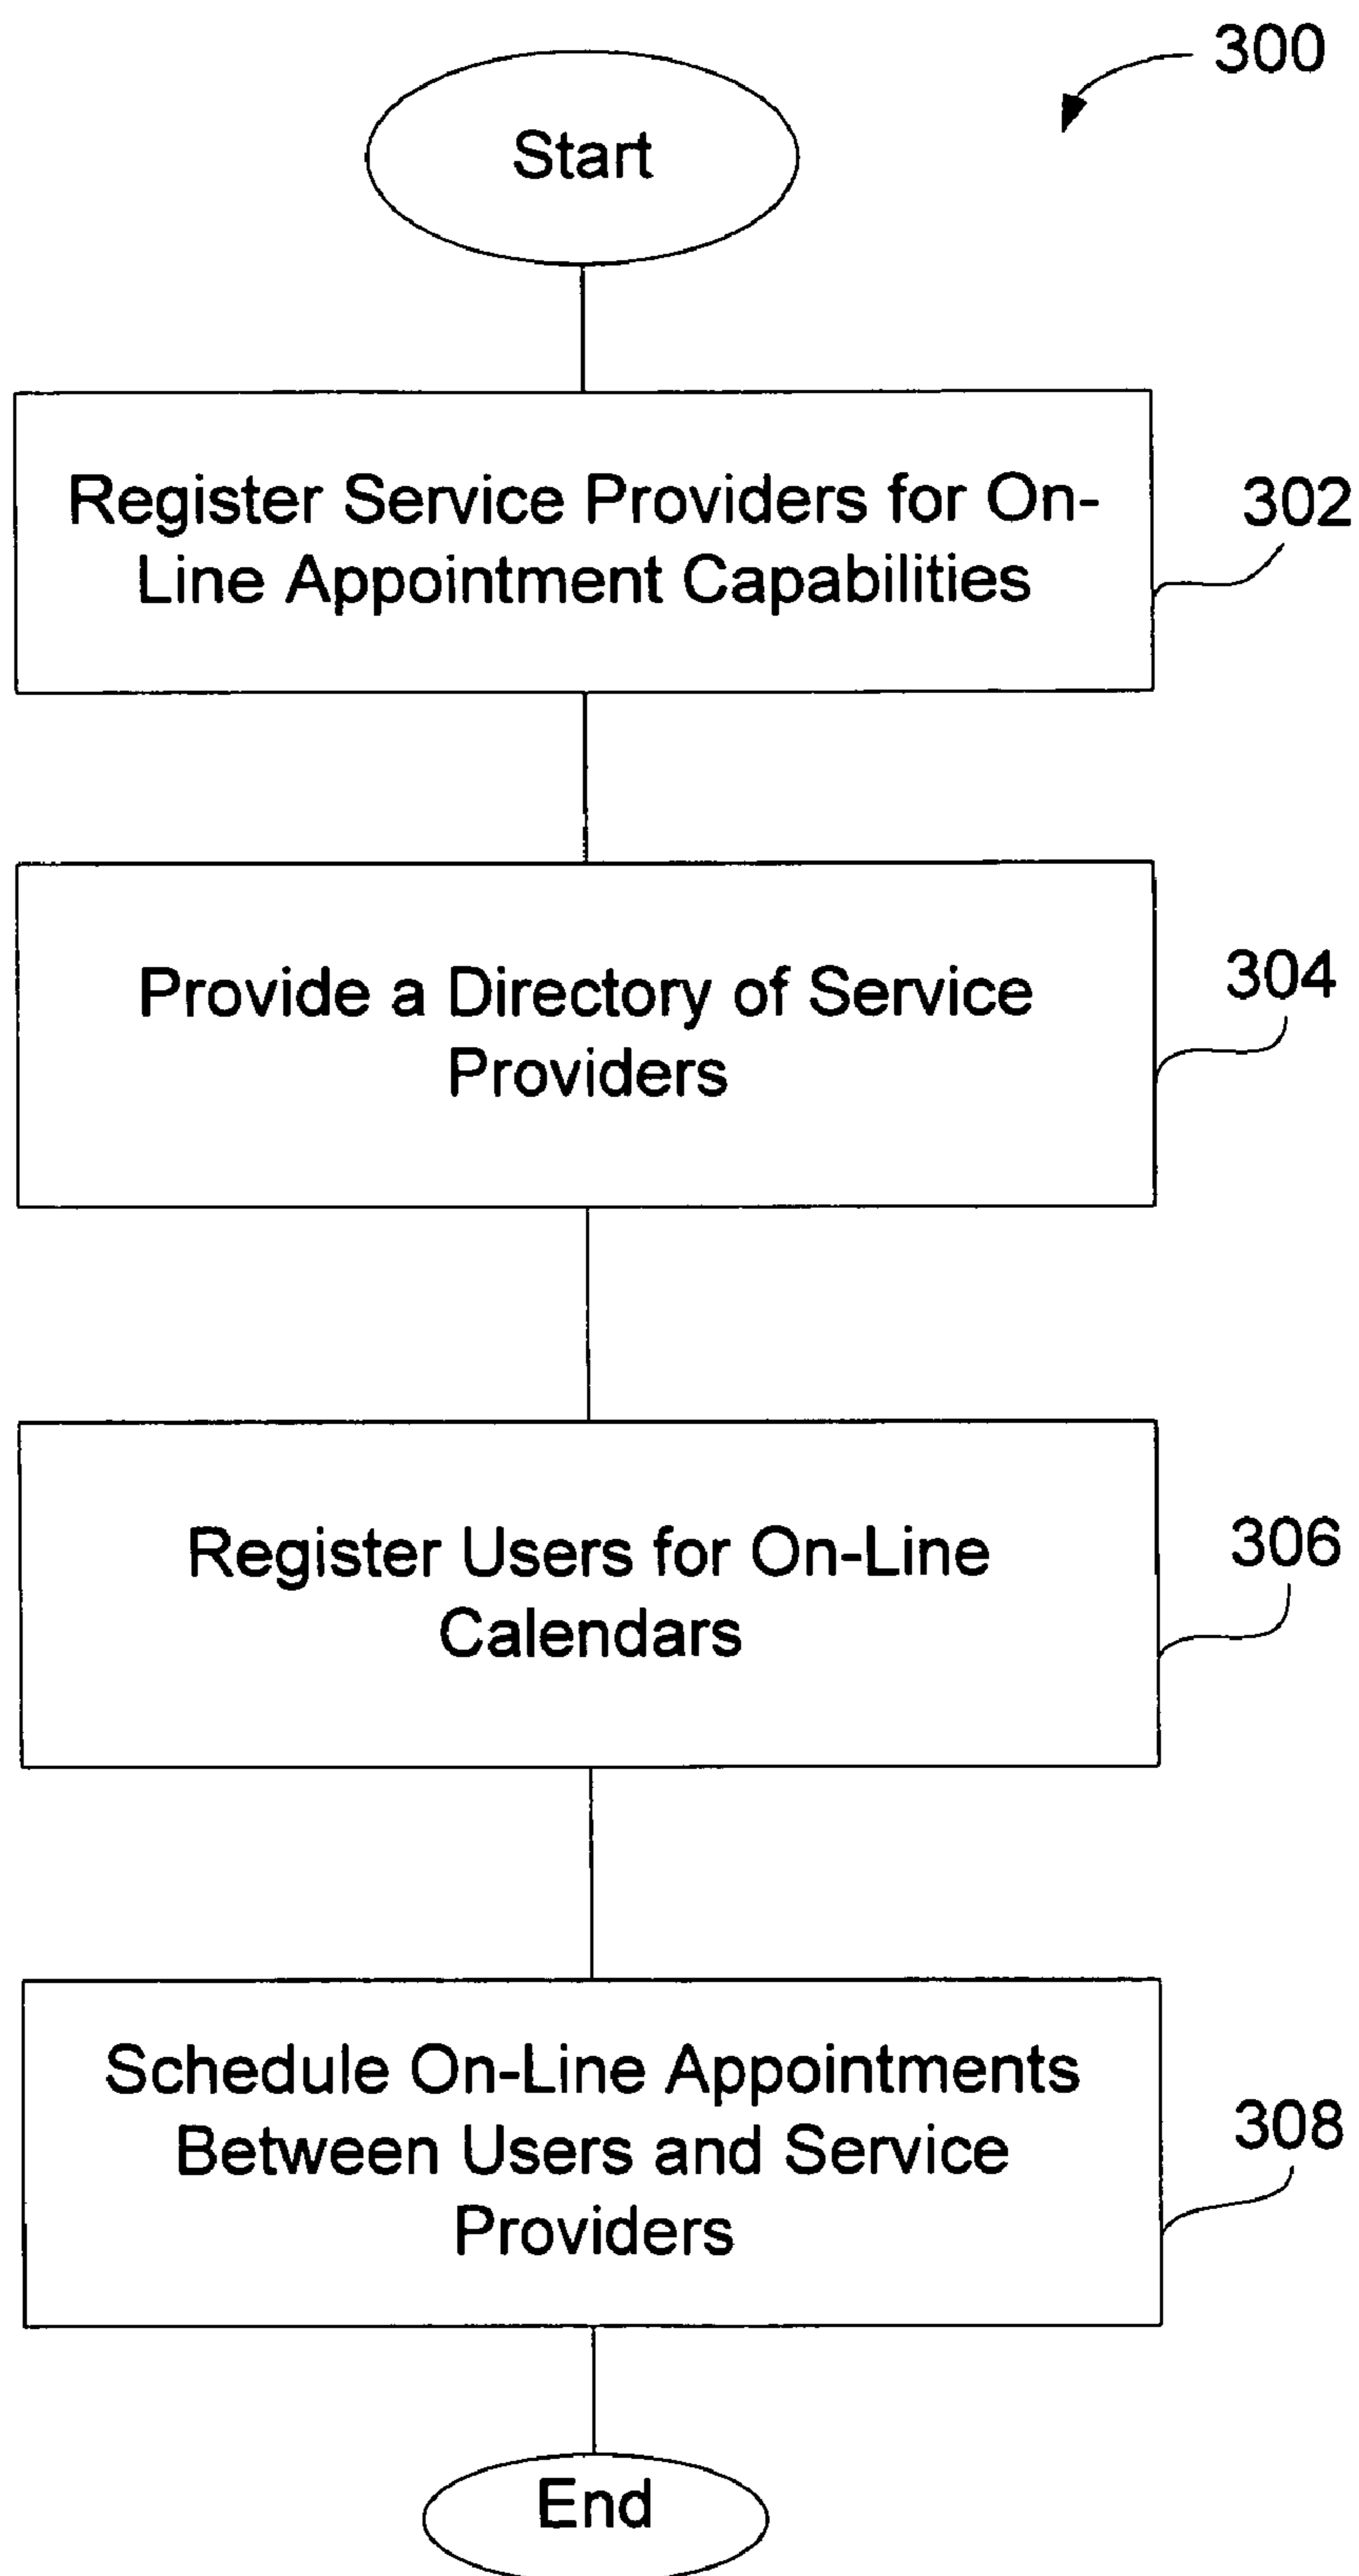 300
Start
Register Service Providers for On-
Line Appointment Capabilities
302
Provide a Directory of Service
Providers
304
Register Users for On-Line
Calendars
306
Schedule On-Line Appointments
Between Users and Service
Providers
308
End